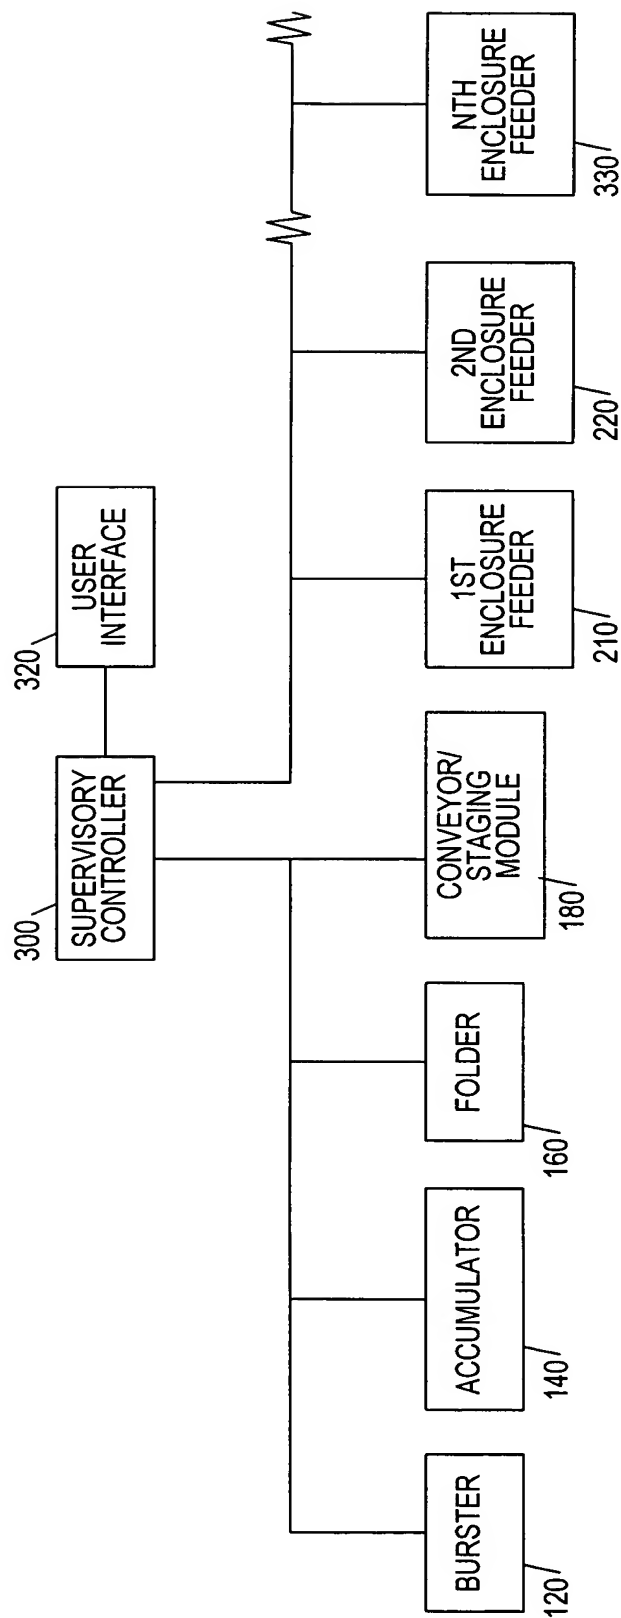 300
SUPERVISORY
CONTROLLER
320
USER
INTERFACE
BURSTER
120
ACCUMULATOR
140
FOLDER
160
CONVEYOR/
STAGING
MODULE
180
1ST
ENCLOSURE
FEEDER
210
2ND
ENCLOSURE
FEEDER
220
NTH
ENCLOSURE
FEEDER
330